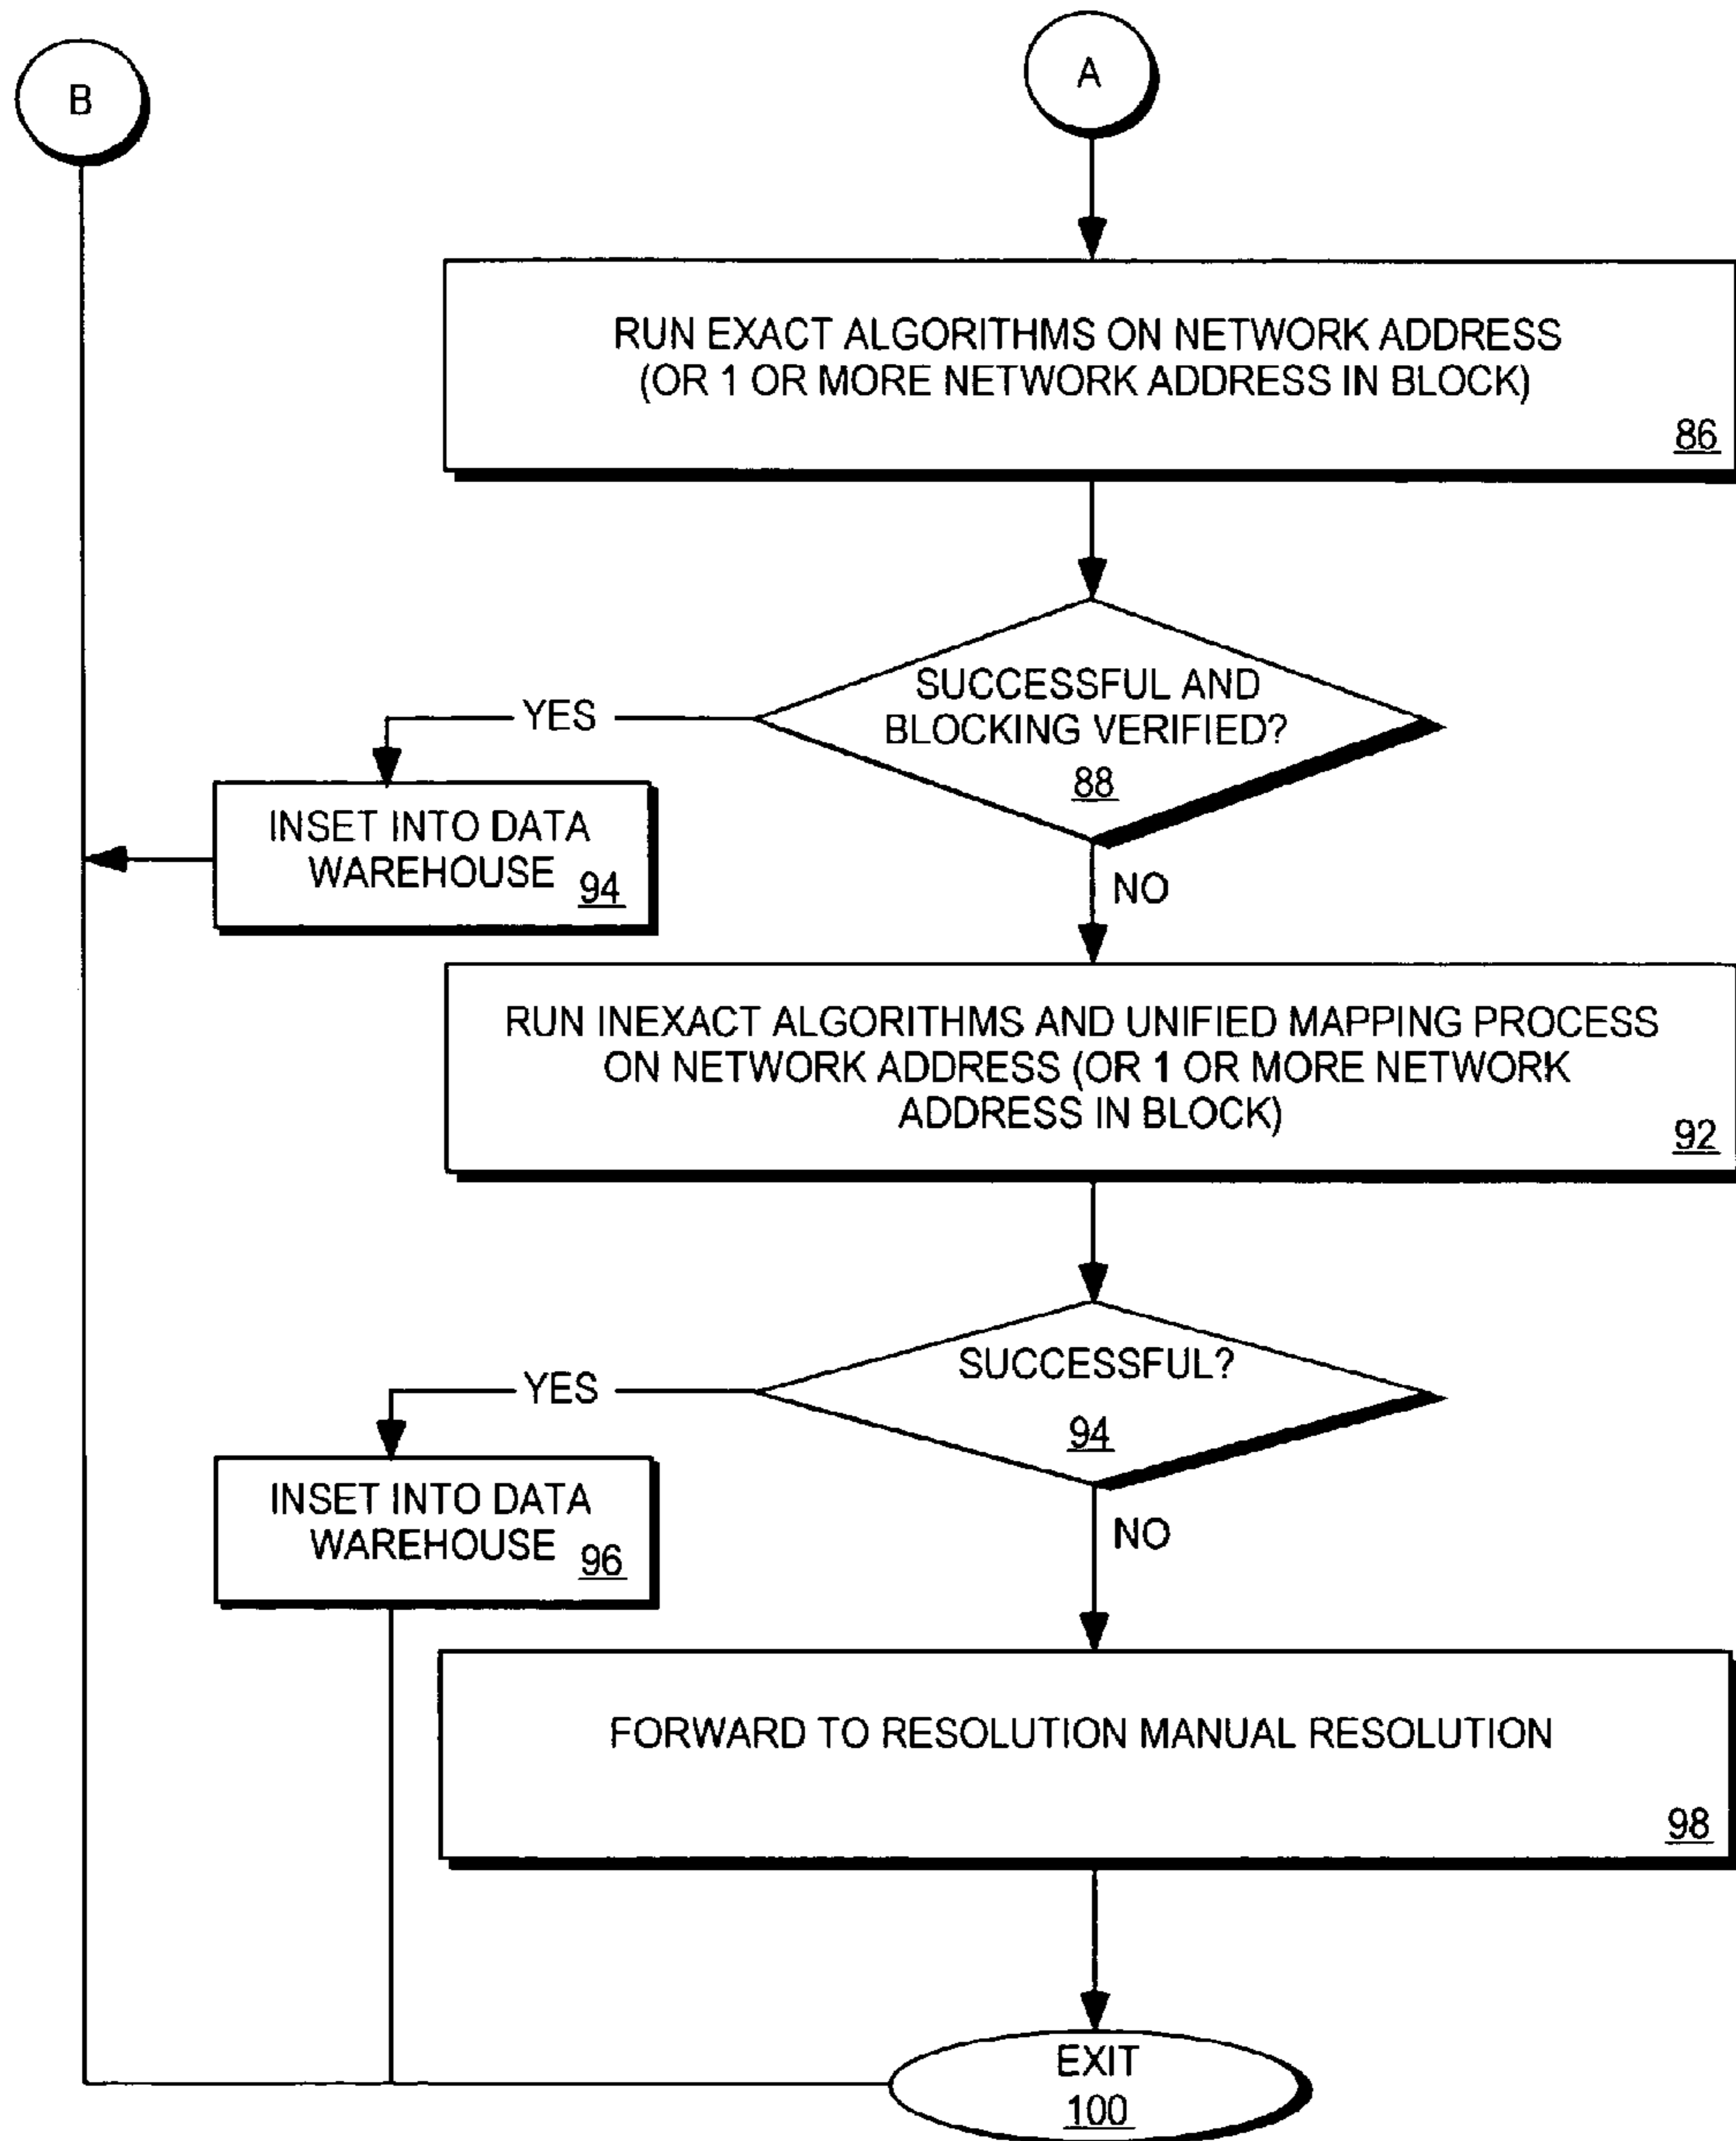 B
A
RUN EXACT ALGORITHMS ON NETWORK ADDRESS
(OR 1 OR MORE NETWORK ADDRESS IN BLOCK)
86
SUCCESSFUL AND
BLOCKING VERIFIED?
88
YES
INSET INTO DATA
WAREHOUSE 94
NO
RUN INEXACT ALGORITHMS AND UNIFIED MAPPING PROCESS
ON NETWORK ADDRESS (OR 1 OR MORE NETWORK
ADDRESS IN BLOCK)
92
SUCCESSFUL?
94
YES
INSET INTO DATA
WAREHOUSE 96
NO
FORWARD TO RESOLUTION MANUAL RESOLUTION
98
EXIT
100